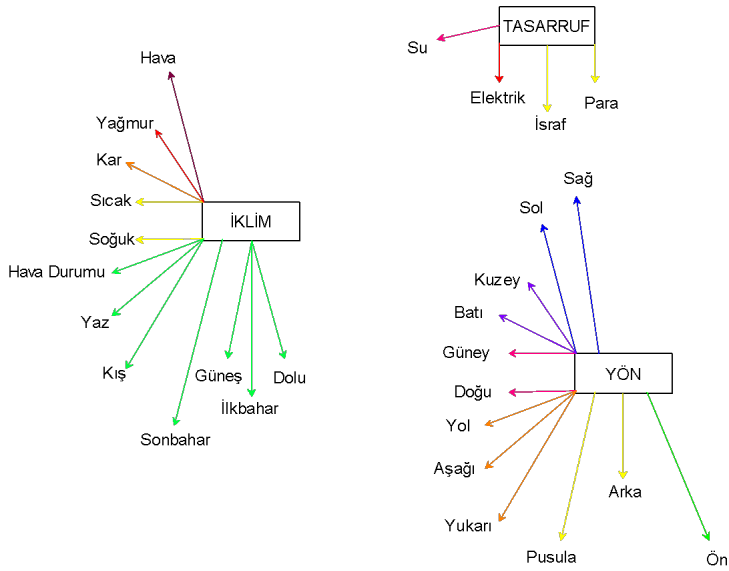 TASARRUF
Su
Elektrik
İsraf
Para
Hava
Yağmur
Kar
Sıcak
İKLİM
Soğuk
Hava Durumu
Yaz
Kış
Sonbahar
Güneş
İlkbahar
Dolu
Sağ
Sol
Kuzey
Batı
Güney
YÖN
Doğu
Yol
Aşağı
Yukarı
Pusula
Arka
Ön